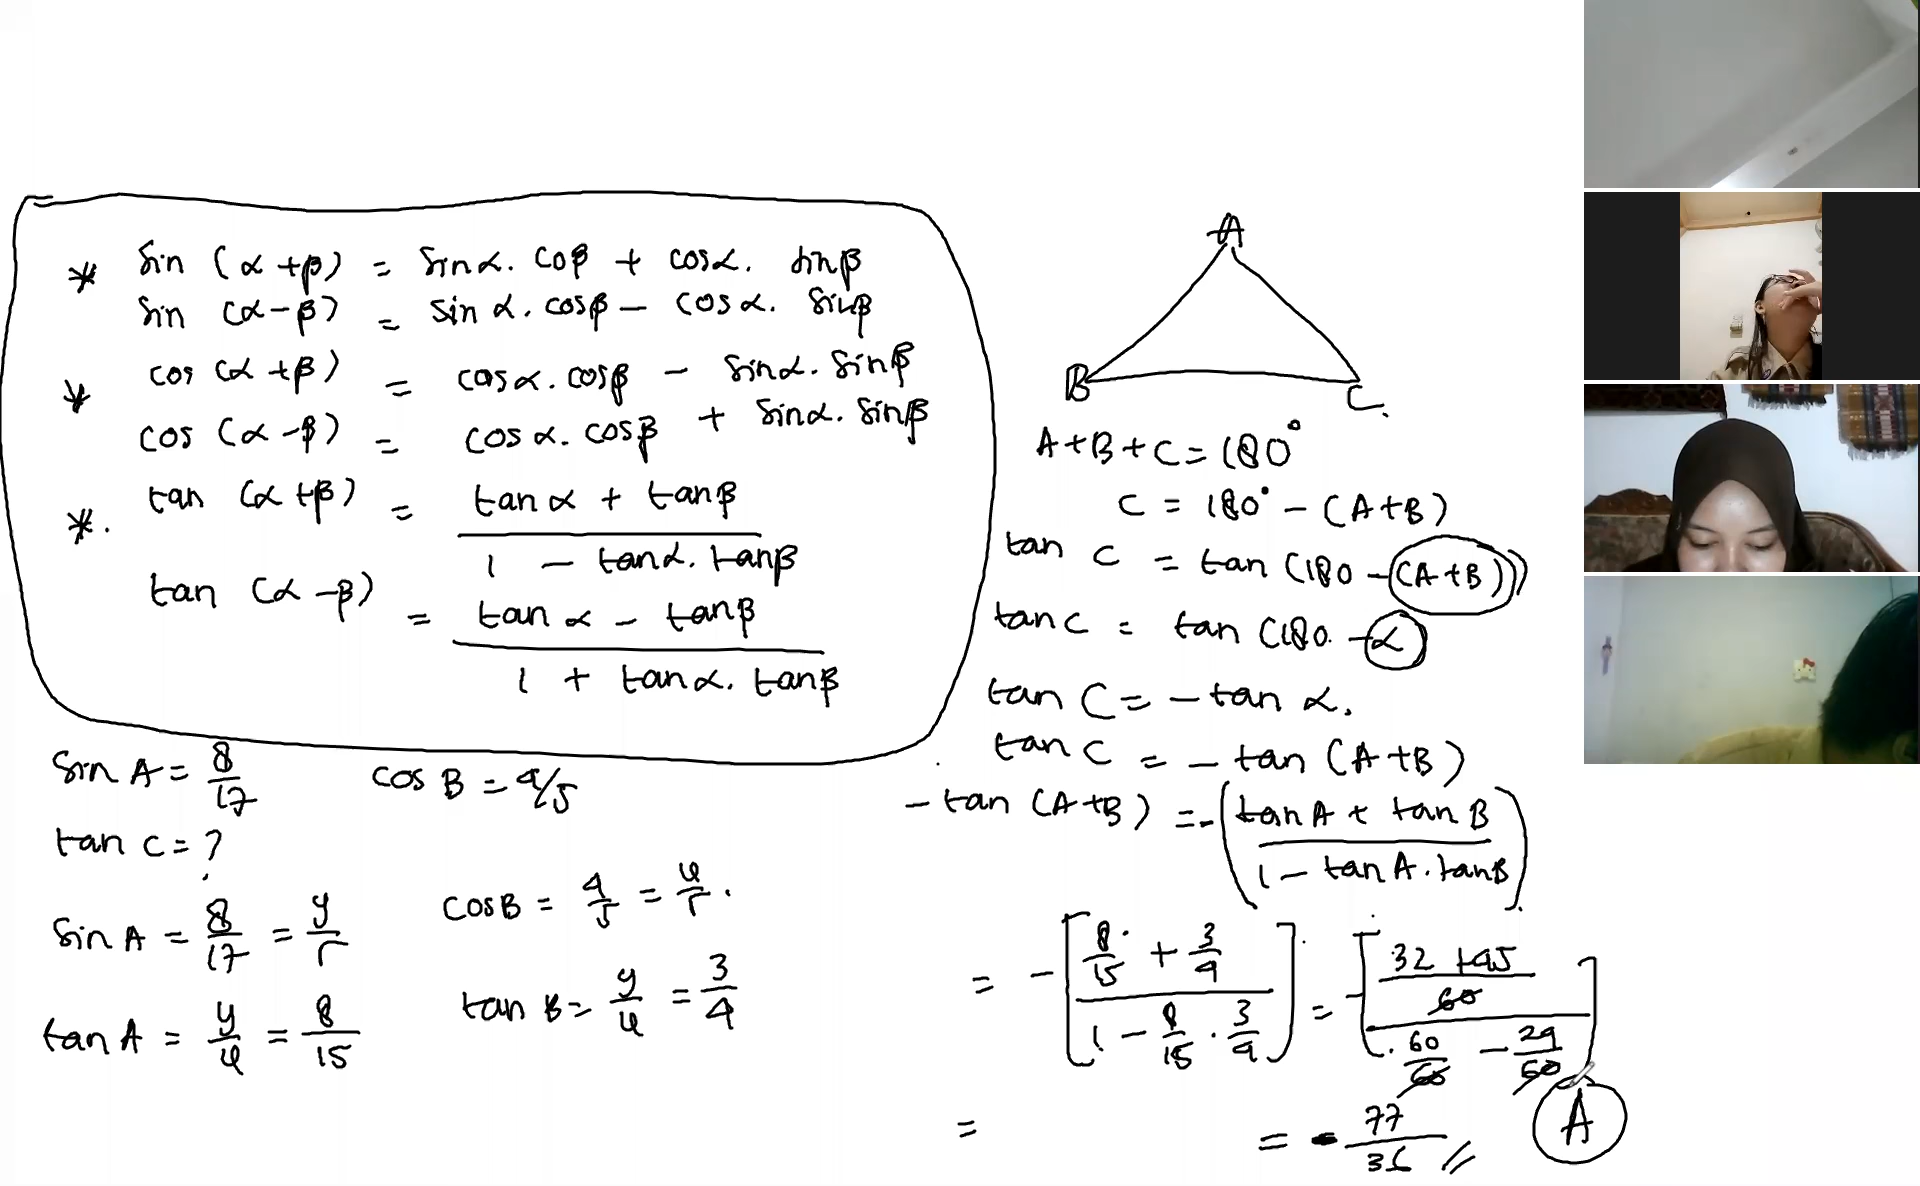 * sin (α+β) = sinα. coβ + cosα. sinβ
sin (α-β) = sin α. cosβ - cosα. sinβ
* cos (α+β) = cosα. cosβ - sinα. sinβ
cos (α-β) = cos α. cosβ + sinα. sinβ
*. tan (α+β) = tanα + tanβ
1 - tanα. tanβ
tan (α-β) = tan α - tanβ
1 + tanα. tanβ
sin A = 8/17 cos B = 4/5
tan C = ?
sin A = 8/17 = y/r
cos B = 4/5 = x/r.
tan A = y/x = 8/15
tan B = y/x = 3/4
A
B
C.
A+B+C = 180°
C = 180° - (A+B)
tan C = tan (180 - (A+B))
tan C = tan (180. - α
tan C = - tan α.
tan C = - tan (A+B)
- tan (A+B) = - (tan A + tan B / 1 - tan A. tan B)
= - [8/15 + 3/4 / 1 - 8/15 . 3/4] = - [32 + 45/60 / 60/60 - 24/60]
= = - 77/36 //
A